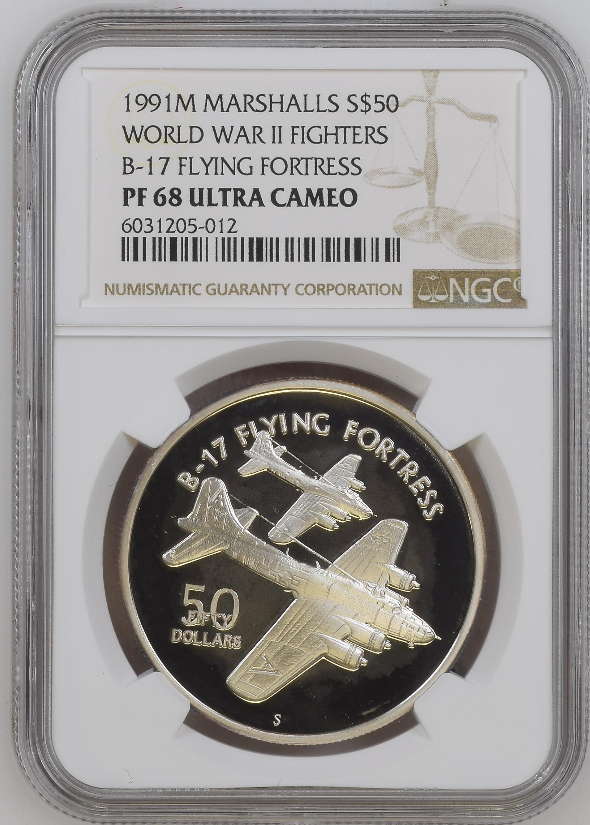 1991M MARSHALLS S$50
WORLD WAR II FIGHTERS
B-17 FLYING FORTRESS
PF 68 ULTRA CAMEO
6031205-012
NUMISMATIC GUARANTY CORPORATION
NGC
B-17 FLYING FORTRESS
50
FIFTY
DOLLARS
S